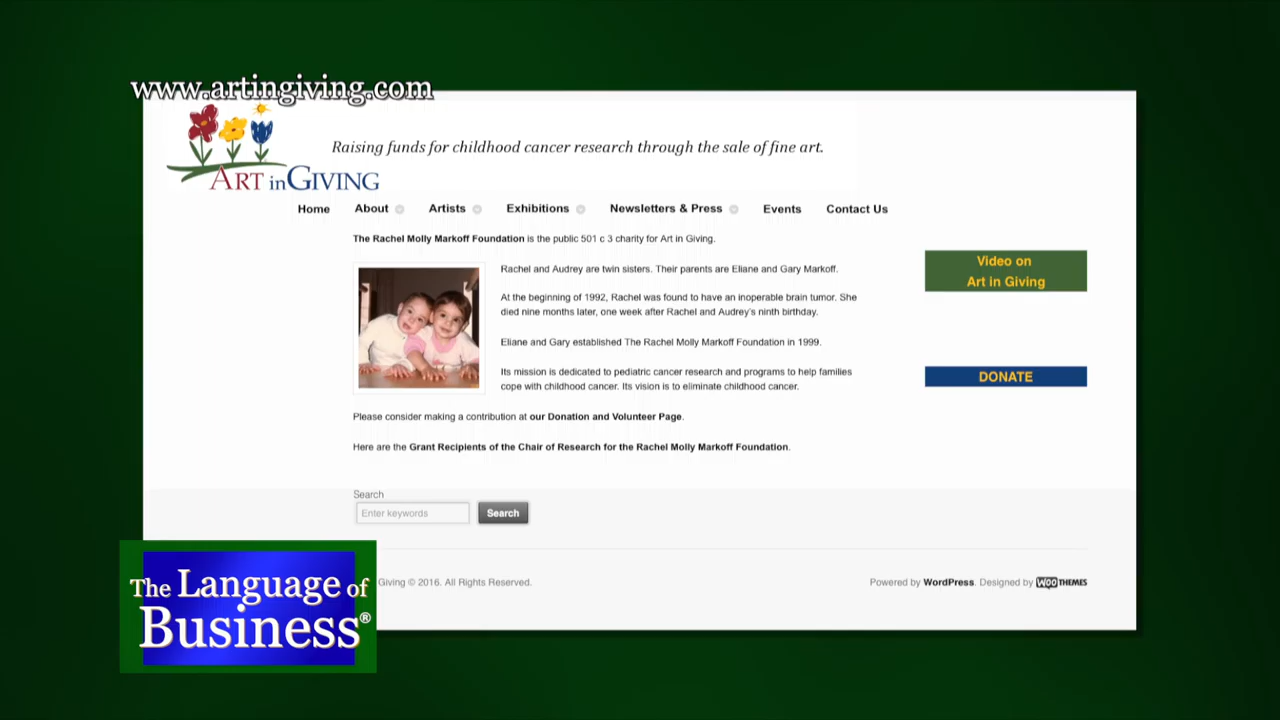 www.artingiving.com
Raising funds for childhood cancer research through the sale of fine art.
ART in GIVING
Home About Artists Exhibitions Newsletters & Press Events Contact Us
The Rachel Molly Markoff Foundation is the public 501 c 3 charity for Art in Giving.
Video on
Art in Giving
Rachel and Audrey are twin sisters. Their parents are Eliane and Gary Markoff.
At the beginning of 1992, Rachel was found to have an inoperable brain tumor. She
died nine months later, one week after Rachel and Audrey's ninth birthday.
Eliane and Gary established The Rachel Molly Markoff Foundation in 1999.
Its mission is dedicated to pediatric cancer research and programs to help families
cope with childhood cancer. Its vision is to eliminate childhood cancer.
DONATE
Please consider making a contribution at our Donation and Volunteer Page.
Here are the Grant Recipients of the Chair of Research for the Rachel Molly Markoff Foundation.
Search
Enter keywords Search
Giving © 2016. All Rights Reserved.
Powered by WordPress. Designed by WOOTHEMES
The Language of
Business®